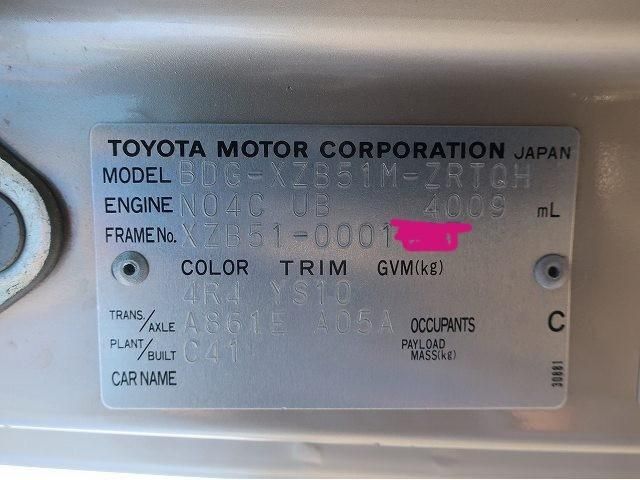 TOYOTA MOTOR CORPORATION JAPAN
MODEL BDG-XZB51M-ZRTQH
ENGINE N04C UB 4009 mL
FRAME No. XZB51-0001
COLOR TRIM GVM(kg)
4R4 YS10
TRANS./AXLE A861E A05A OCCUPANTS C
PLANT/BUILT C41 PAYLOAD MASS(kg)
CAR NAME
30881